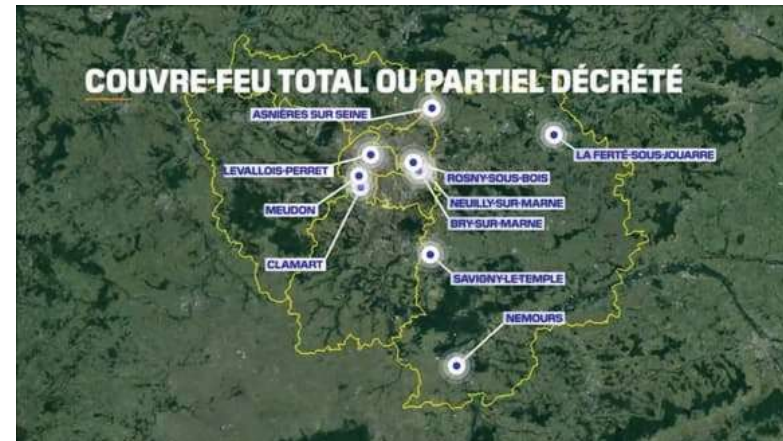 COUVRE-FEU TOTAL OU PARTIEL DÉCRÉTÉ
ASNIÈRES SUR SEINE
LA FERTÉ-SOUS-JOUARRE
LEVALLOIS-PERRET
ROSNY-SOUS-BOIS
NEUILLY-SUR-MARNE
MEUDON
BRY-SUR-MARNE
CLAMART
SAVIGNY-LE-TEMPLE
NEMOURS